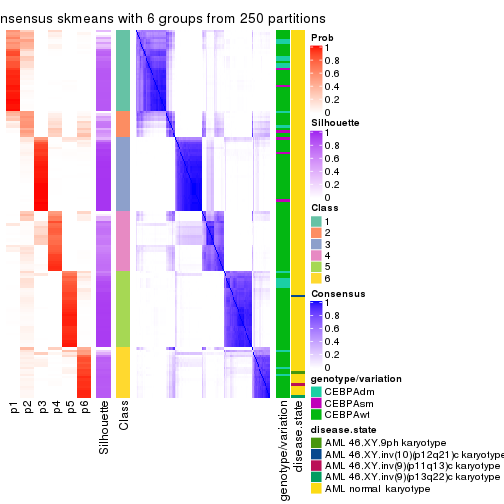 nsensus skmeans with 6 groups from 250 partitions
Prob
1
0.8
0.6
0.4
0.2
0
Silhouette
1
0.8
0.6
0.4
0.2
0
Class
1
2
3
4
5
6
Consensus
1
0.8
0.6
0.4
0.2
0
genotype/variation
CEBPAdm
CEBPAsm
CEBPAwt
disease.state
AML 46.XY.9ph karyotype
AML 46.XY.inv(10)(p12q21)c karyotype
AML 46.XY.inv(9)(p11q13)c karyotype
AML 46.XY.inv(9)(p13q22)c karyotype
AML normal karyotype
p1
p2
p3
p4
p5
p6
Silhouette
Class
genotype/variation
disease.state